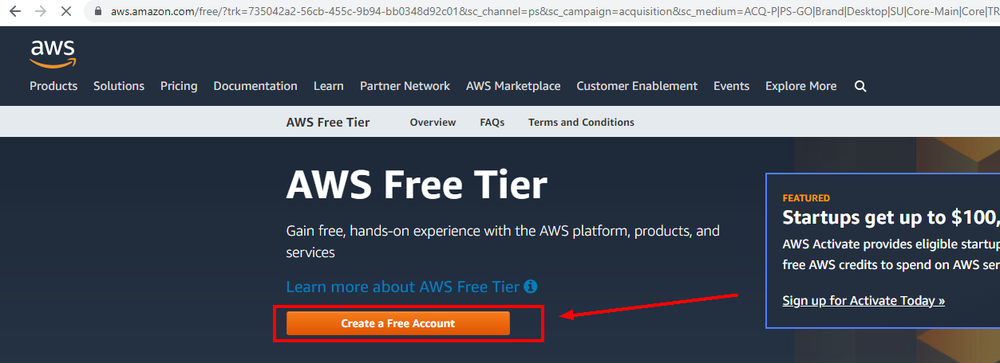 aws.amazon.com/free/?trk=735042a2-56cb-455c-9b94-bb0348d92c01&sc_channel=ps&sc_campaign=acquisition&sc_medium=ACQ-P|PS-GO|Brand|Desktop|SU|Core-Main|Core|TR
aws
Products Solutions Pricing Documentation Learn Partner Network AWS Marketplace Customer Enablement Events Explore More
AWS Free Tier Overview FAQs Terms and Conditions
AWS Free Tier
Gain free, hands-on experience with the AWS platform, products, and
services
Learn more about AWS Free Tier
Create a Free Account
FEATURED
Startups get up to $100,
AWS Activate provides eligible startup
free AWS credits to spend on AWS ser
Sign up for Activate Today »